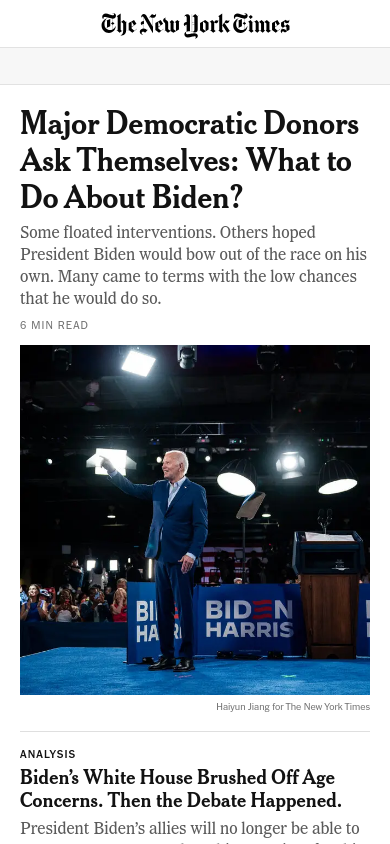 The New York Times
Major Democratic Donors
Ask Themselves: What to
Do About Biden?
Some floated interventions. Others hoped
President Biden would bow out of the race on his
own. Many came to terms with the low chances
that he would do so.
6 MIN READ
BIDEN
HARRIS
BIDEN
HARRIS
Haiyun Jiang for The New York Times
ANALYSIS
Biden’s White House Brushed Off Age
Concerns. Then the Debate Happened.
President Biden’s allies will no longer be able to